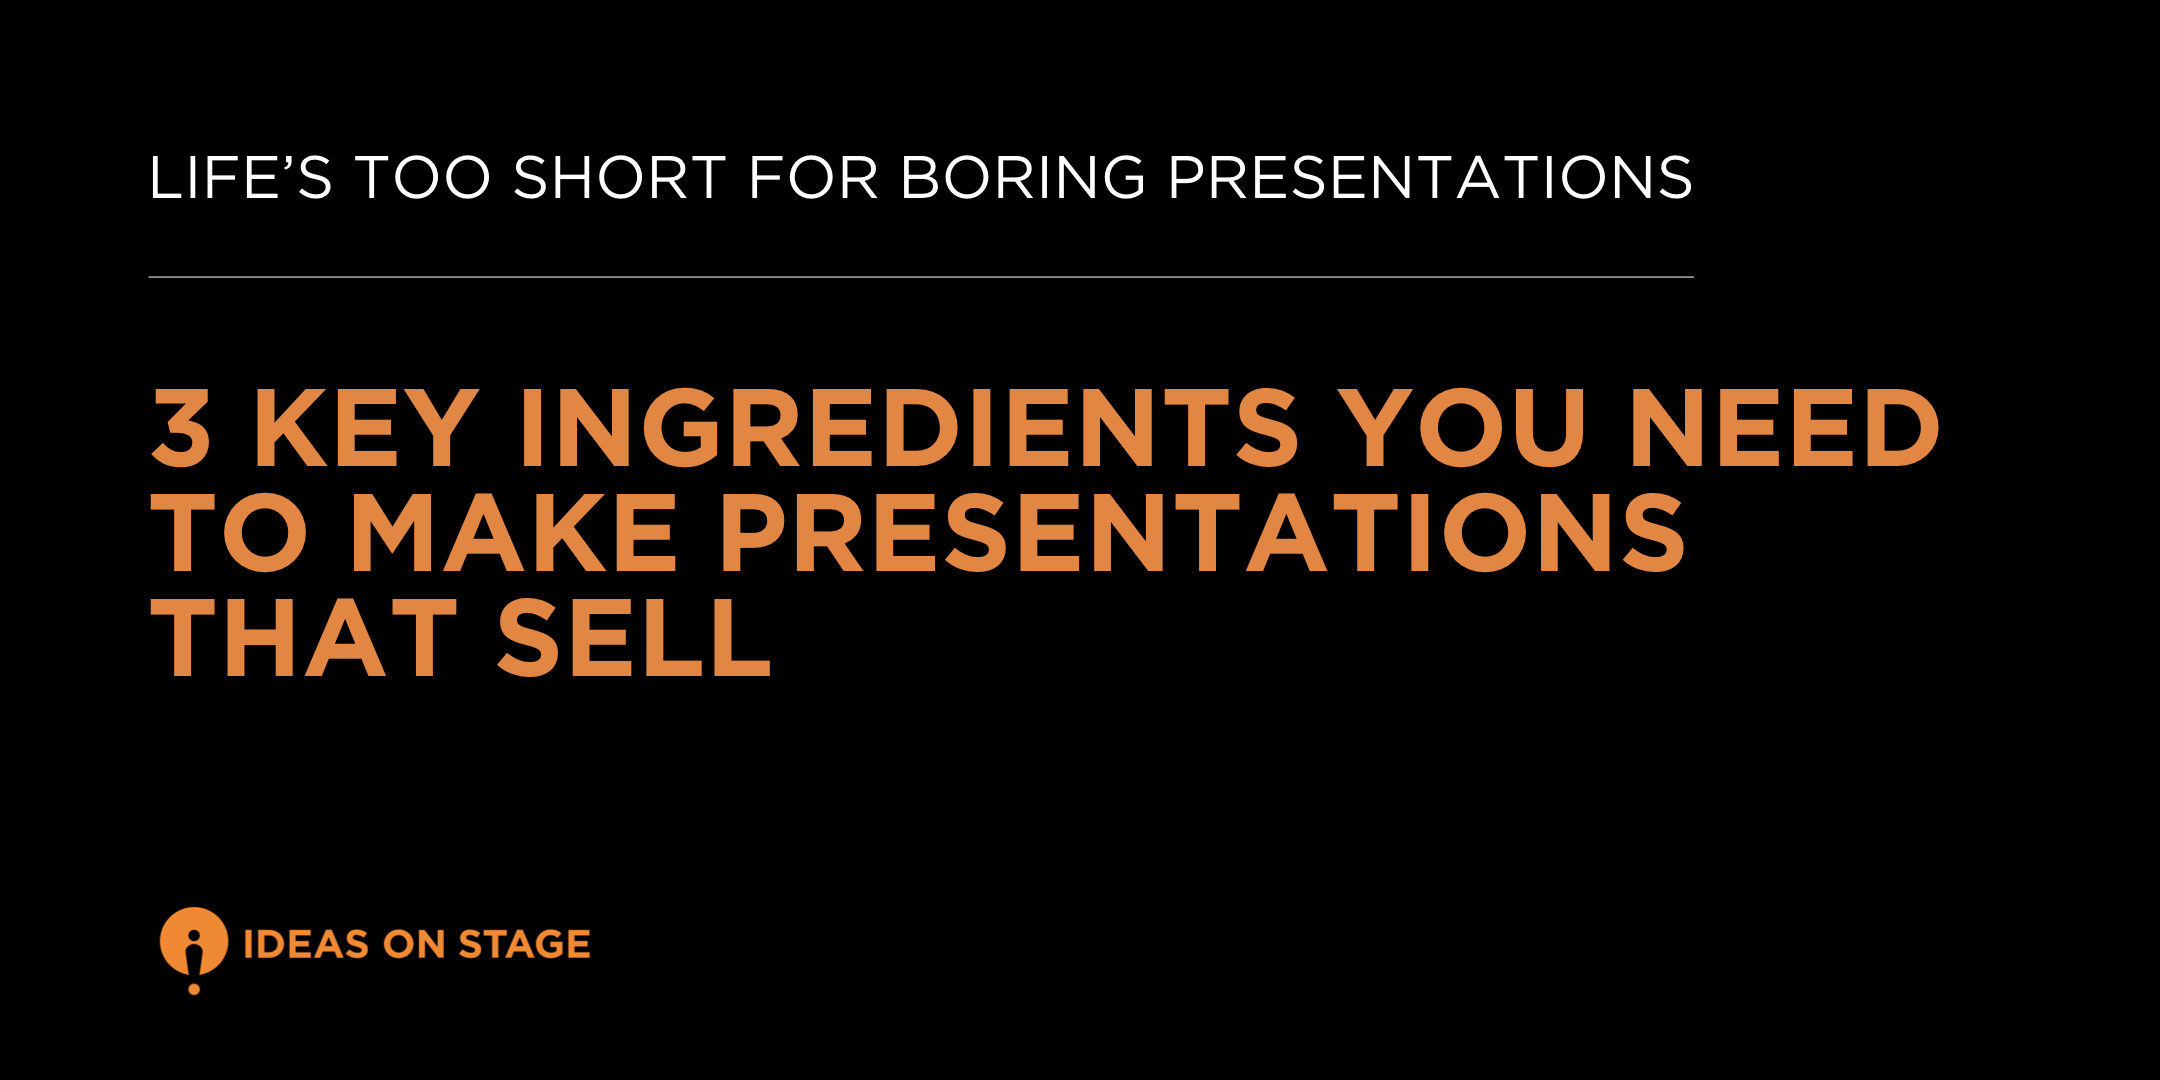 LIFE’S TOO SHORT FOR BORING PRESENTATIONS
3 KEY INGREDIENTS YOU NEED
TO MAKE PRESENTATIONS
THAT SELL
IDEAS ON STAGE